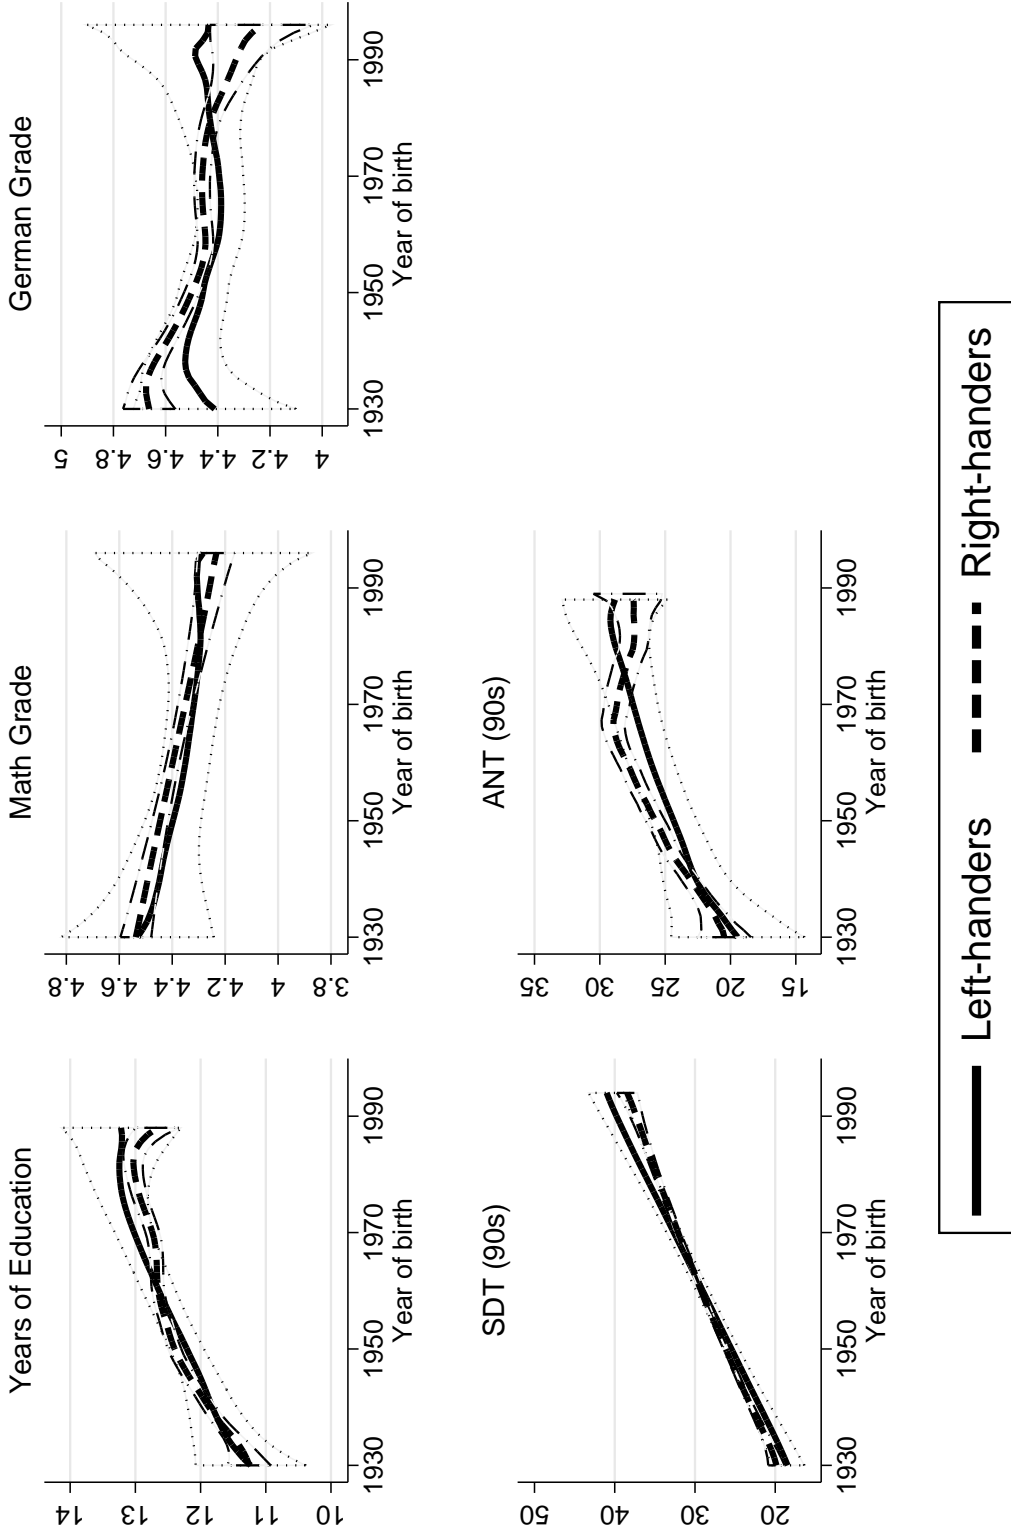 Years of Education
14
13
12
11
10
1930 1950 1970 1990
Year of birth
Math Grade
4.8
4.6
4.4
4.2
4
3.8
1930 1950 1970 1990
Year of birth
German Grade
5
4.8
4.6
4.4
4.2
4
1930 1950 1970 1990
Year of birth
SDT (90s)
50
40
30
20
1930 1950 1970 1990
Year of birth
ANT (90s)
35
30
25
20
15
1930 1950 1970 1990
Year of birth
Left-handers Right-handers